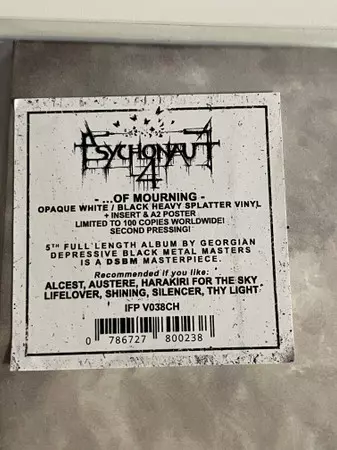 PSYCHONAUT
4
- ...OF MOURNING -
OPAQUE WHITE / BLACK HEAVY SPLATTER VINYL
+ INSERT & A2 POSTER
LIMITED TO 100 COPIES WORLDWIDE!
SECOND PRESSING!
5TH FULL LENGTH ALBUM BY GEORGIAN
DEPRESSIVE BLACK METAL MASTERS
IS A DSBM MASTERPIECE.
Recommended if you like:
ALCEST, AUSTERE, HARAKIRI FOR THE SKY
LIFELOVER, SHINING, SILENCER, THY LIGHT
IFP V038CH
0 786727 800238